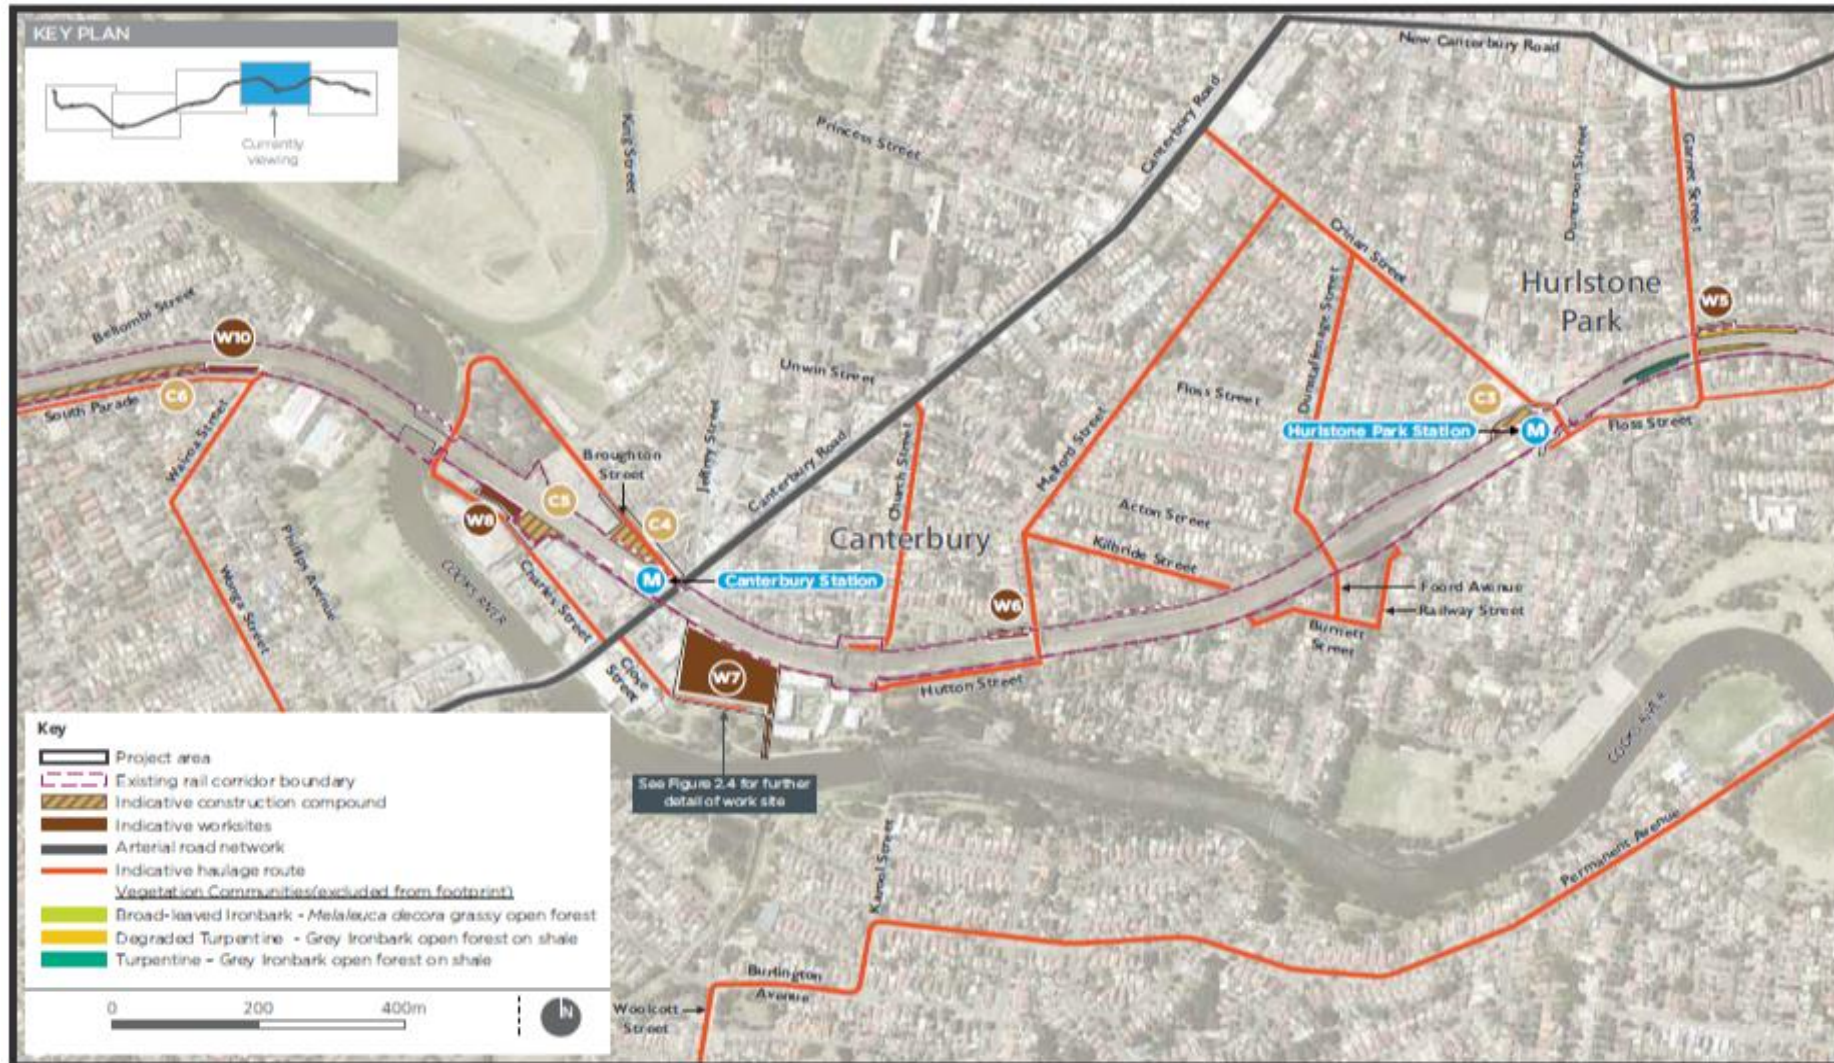 KEY PLAN
Currently
viewing
New Canterbury Road
King Street
Princess Street
Canterbury Road
Dunstaffenage Street
Crinan Street
Garnet Street
Hurlstone
Park
W5
Bellombi Street
W10
C6
South Parade
Wairoa Street
Unwin Street
Floss Street
C3
Hurlstone Park Station
M
Floss Street
Melford Street
Church Street
Jeffrey Street
Canterbury Road
Broughton
Street
C5
C4
W8
Canterbury
Acton Street
Kilbride Street
M
Canterbury Station
Phillips Avenue
Wonga Street
COOKS RIVER
Charles Street
Close
Street
W7
W6
Foord Avenue
Railway Street
Burnett
Street
Hutton Street
COOKS RIVER
See Figure 2.4 for further
detail of work site
Key
Project area
Existing rail corridor boundary
Indicative construction compound
Indicative worksites
Arterial road network
Indicative haulage route
Vegetation Communities(excluded from footprint)
Broad-leaved Ironbark - Melaleuca decora grassy open forest
Degraded Turpentine - Grey Ironbark open forest on shale
Turpentine - Grey Ironbark open forest on shale
0 200 400m
N
Permanent Avenue
Burlington
Avenue
Woolcott
Street